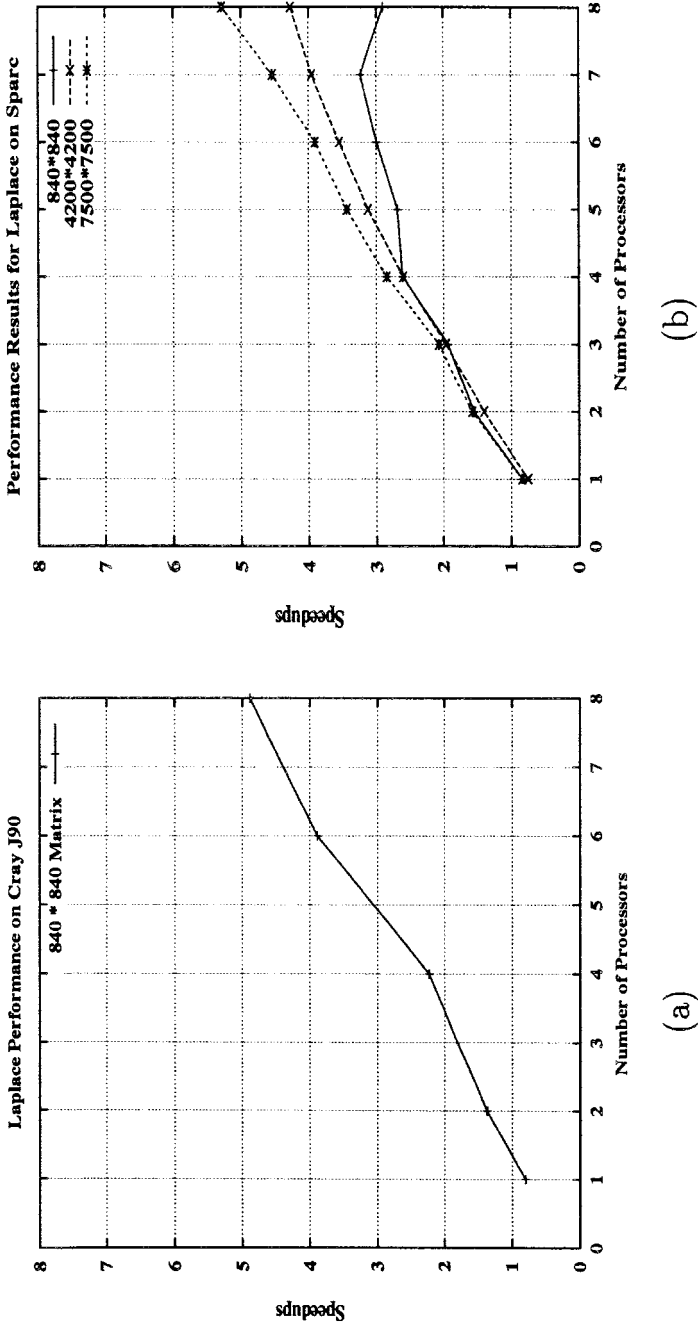 Laplace Performance on Cray J90
840 * 840 Matrix
Speedups
8
7
6
5
4
3
2
1
0
0 1 2 3 4 5 6 7 8
Number of Processors
(a)
Performance Results for Laplace on Sparc
840*840
4200*4200
7500*7500
Speedups
8
7
6
5
4
3
2
1
0
0 1 2 3 4 5 6 7 8
Number of Processors
(b)